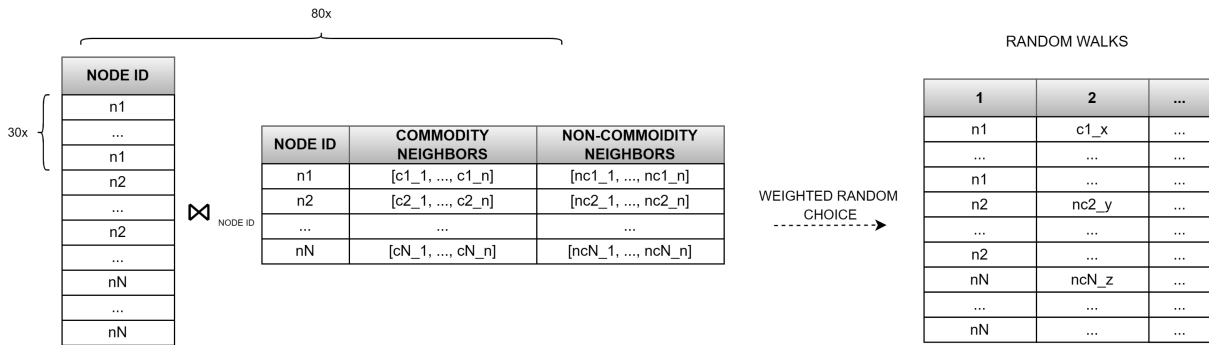 80x
RANDOM WALKS
NODE ID
n1
...
n1
n2
...
n2
...
nN
...
nN
30x
⋈ NODE ID
NODE ID COMMODITY NEIGHBORS NON-COMMOIDITY NEIGHBORS
n1 [c1_1, ..., c1_n] [nc1_1, ..., nc1_n]
n2 [c2_1, ..., c2_n] [nc2_1, ..., nc2_n]
... ... ...
nN [cN_1, ..., cN_n] [ncN_1, ..., ncN_n]
WEIGHTED RANDOM
CHOICE
1 2 ...
n1 c1_x ...
... ... ...
n1 ... ...
n2 nc2_y ...
... ... ...
n2 ... ...
nN ncN_z ...
... ... ...
nN ... ...